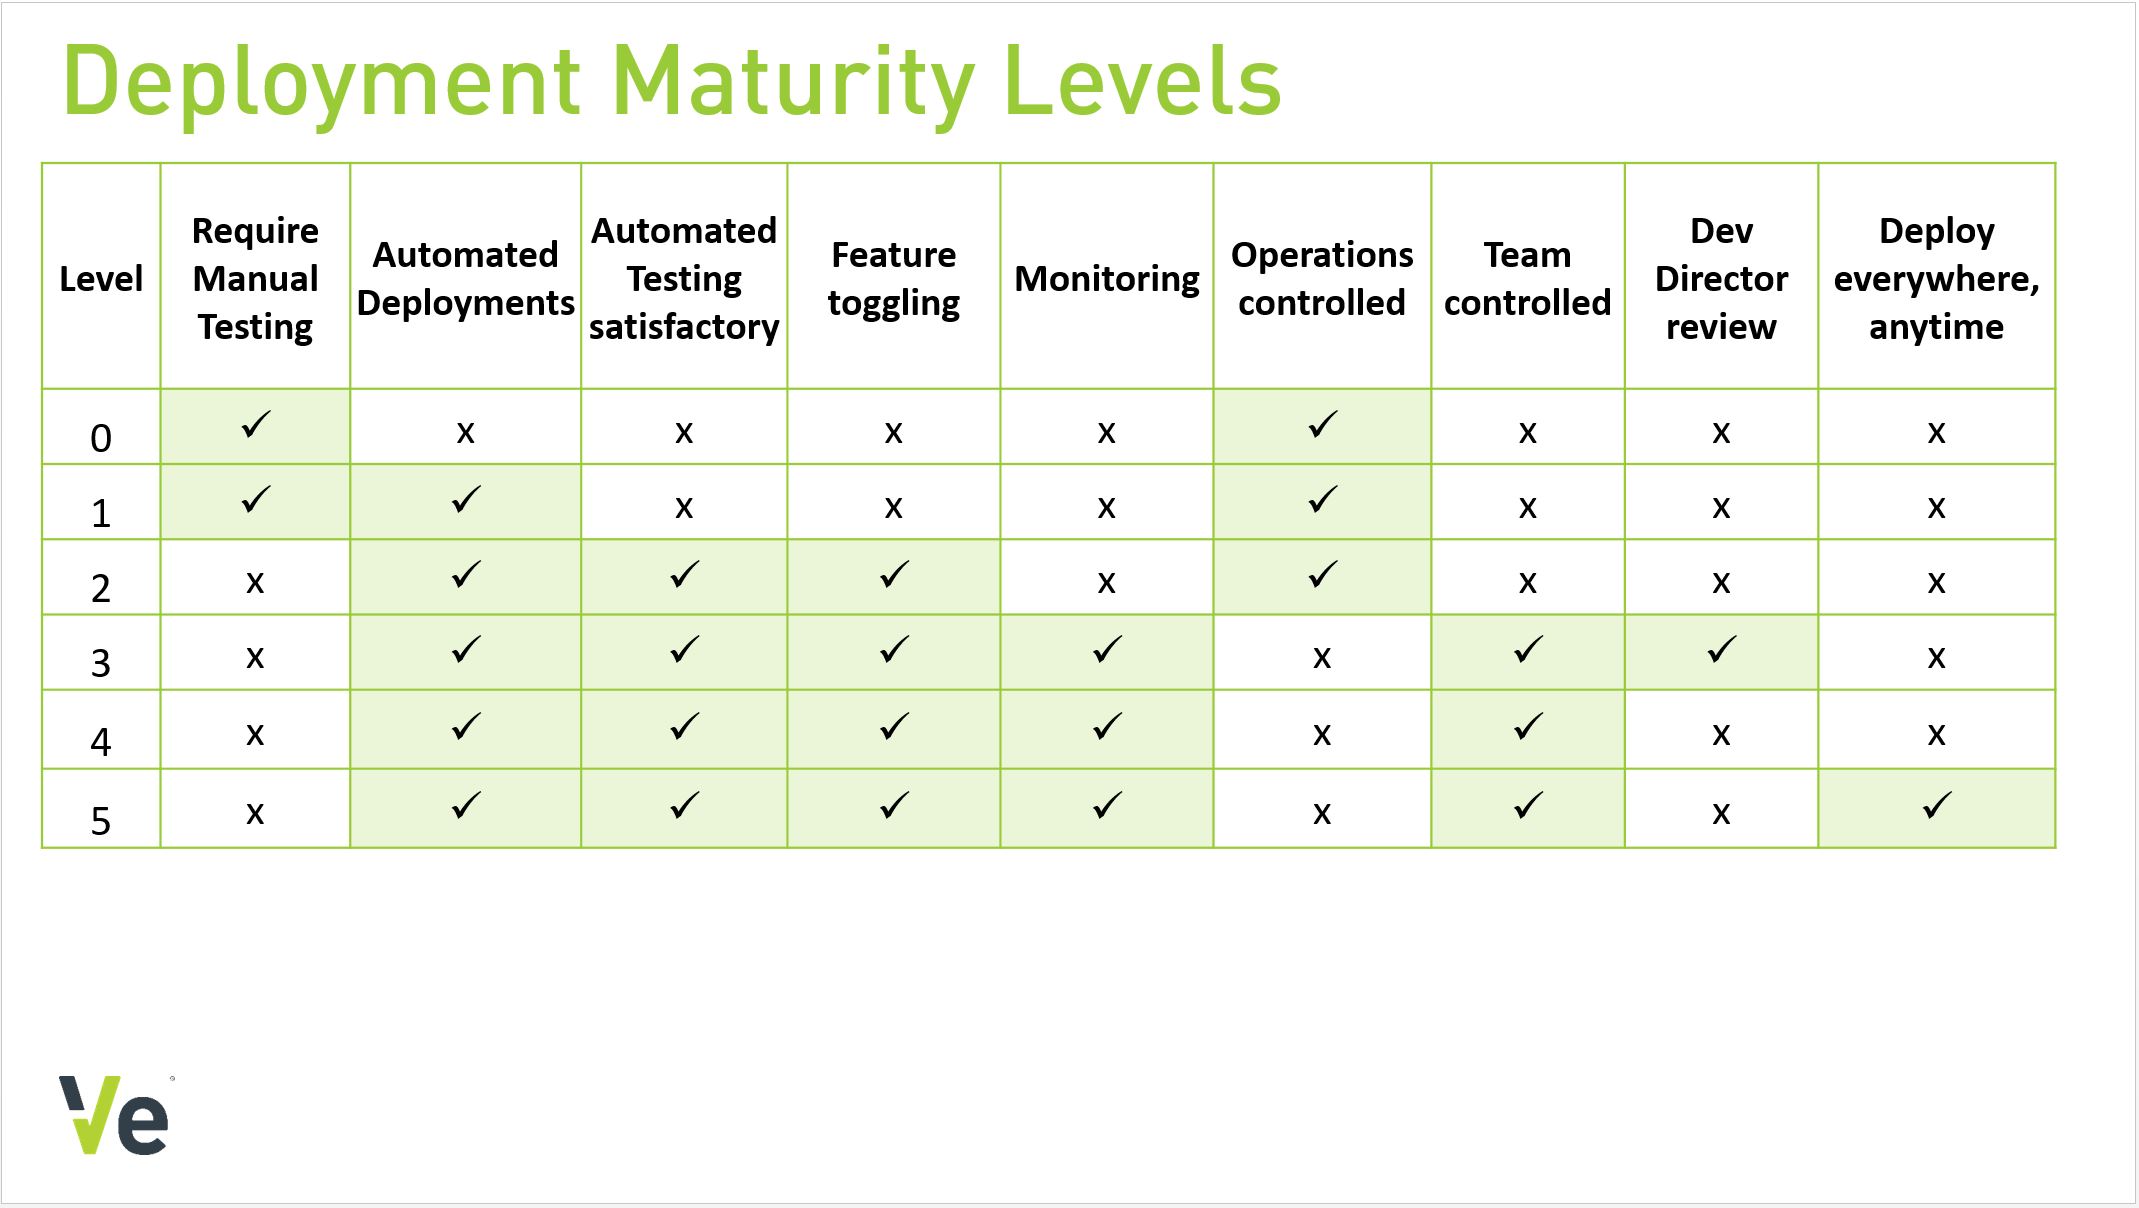 Deployment Maturity Levels
Level
Require
Manual
Testing
Automated
Deployments
Automated
Testing
satisfactory
Feature
toggling
Monitoring
Operations
controlled
Team
controlled
Dev
Director
review
Deploy
everywhere,
anytime
0 ✓ x x x x ✓ x x x
1 ✓ ✓ x x x ✓ x x x
2 x ✓ ✓ ✓ x ✓ x x x
3 x ✓ ✓ ✓ ✓ x ✓ ✓ x
4 x ✓ ✓ ✓ ✓ x ✓ x x
5 x ✓ ✓ ✓ ✓ x ✓ x ✓
Ve®